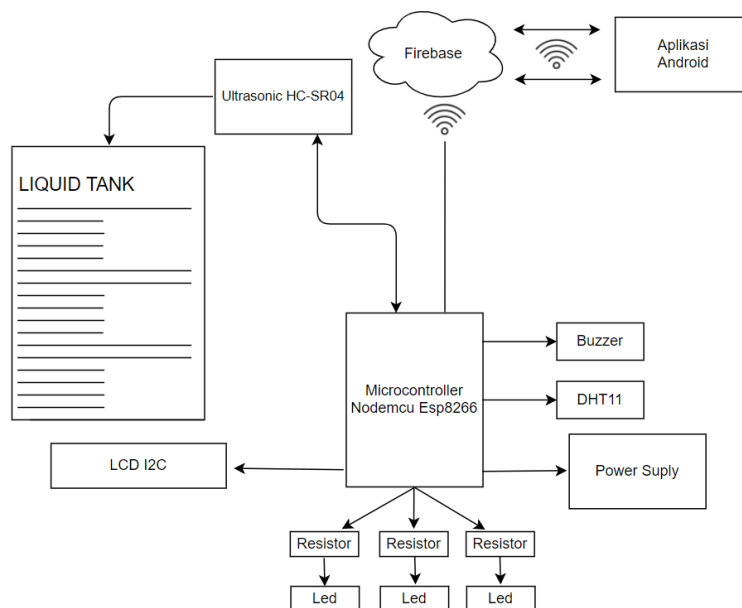 Firebase
Aplikasi
Android
Ultrasonic HC-SR04
LIQUID TANK
Microcontroller
Nodemcu Esp8266
Buzzer
DHT11
LCD I2C
Power Suply
Resistor
Resistor
Resistor
Led
Led
Led